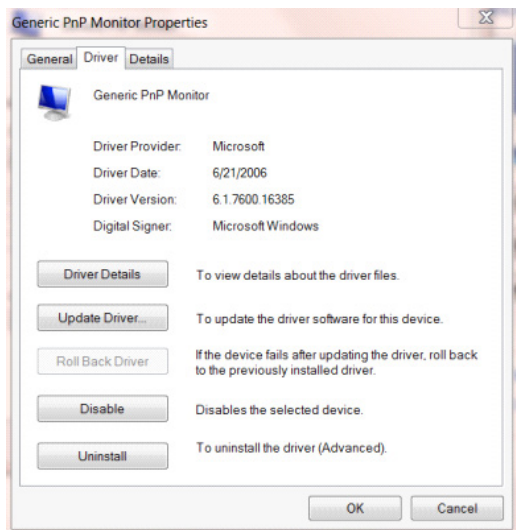 Generic PnP Monitor Properties
General Driver Details
Generic PnP Monitor
Driver Provider: Microsoft
Driver Date: 6/21/2006
Driver Version: 6.1.7600.16385
Digital Signer: Microsoft Windows
Driver Details To view details about the driver files.
Update Driver... To update the driver software for this device.
Roll Back Driver If the device fails after updating the driver, roll back
to the previously installed driver.
Disable Disables the selected device.
Uninstall To uninstall the driver (Advanced).
OK Cancel